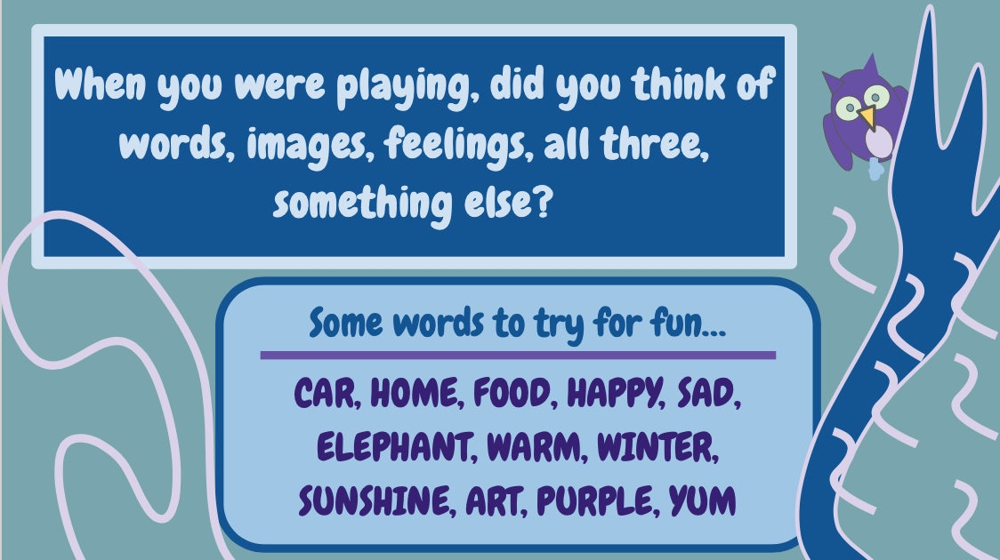 When you were playing, did you think of
words, images, feelings, all three,
something else?
Some words to try for fun...
CAR, HOME, FOOD, HAPPY, SAD,
ELEPHANT, WARM, WINTER,
SUNSHINE, ART, PURPLE, YUM